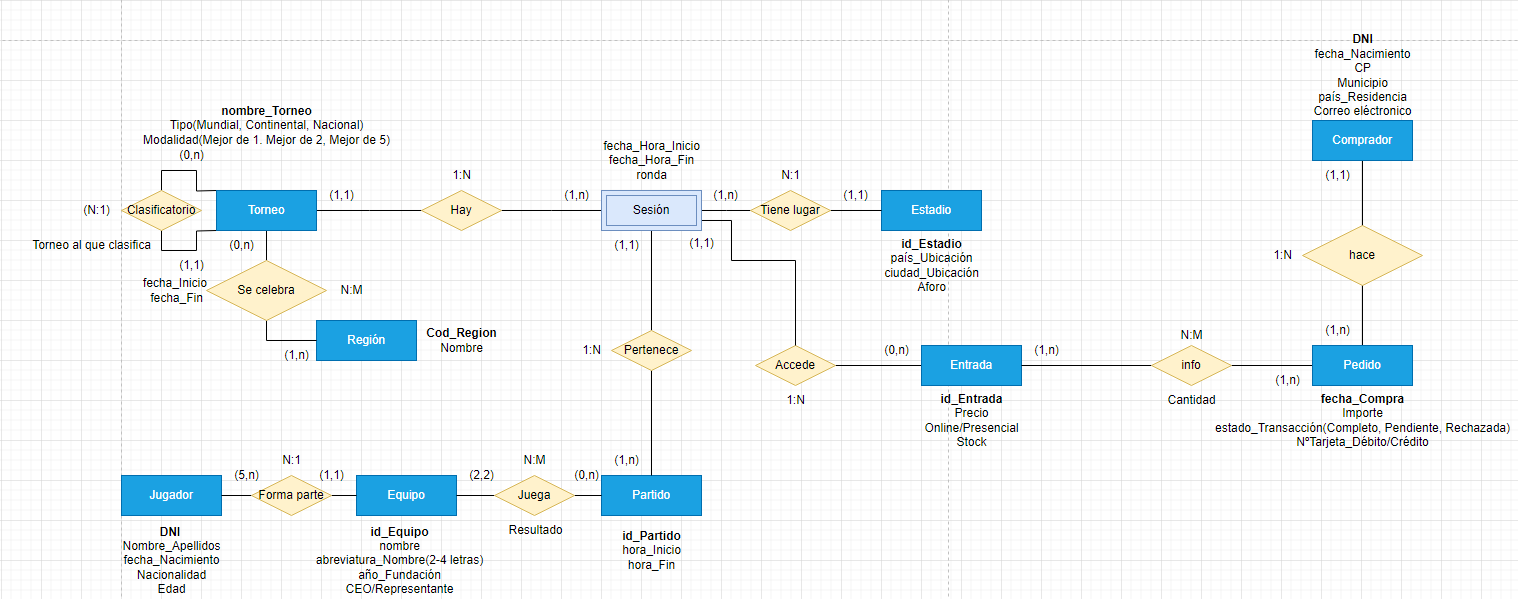 DNI
fecha_Nacimiento
CP
Municipio
país_Residencia
Correo eléctronico
Comprador
(1,1)
nombre_Torneo
Tipo(Mundial, Continental, Nacional)
Modalidad(Mejor de 1. Mejor de 2, Mejor de 5)
(0,n)
(N:1)
Clasificatorio
Torneo
(1,1)
1:N
Hay
(1,n)
fecha_Hora_Inicio
fecha_Hora_Fin
ronda
Sesión
(1,n)
N:1
Tiene lugar
(1,1)
Estadio
id_Estadio
país_Ubicación
ciudad_Ubicación
Aforo
Torneo al que clasifica
(0,n)
(1,1)
(1,1)
(1,1)
fecha_Inicio
fecha_Fin
Se celebra
N:M
1:N
hace
(1,n)
Región
Cod_Region
Nombre
(1,n)
1:N
Pertenece
Accede
1:N
(0,n)
Entrada
(1,n)
N:M
info
Cantidad
(1,n)
Pedido
id_Entrada
Precio
Online/Presencial
Stock
fecha_Compra
Importe
estado_Transacción(Completo, Pendiente, Rechazada)
NºTarjeta_Débito/Crédito
Jugador
(5,n)
N:1
Forma parte
(1,1)
Equipo
(2,2)
N:M
Juega
Resultado
(0,n)
(1,n)
Partido
DNI
Nombre_Apellidos
fecha_Nacimiento
Nacionalidad
Edad
id_Equipo
nombre
abreviatura_Nombre(2-4 letras)
año_Fundación
CEO/Representante
id_Partido
hora_Inicio
hora_Fin